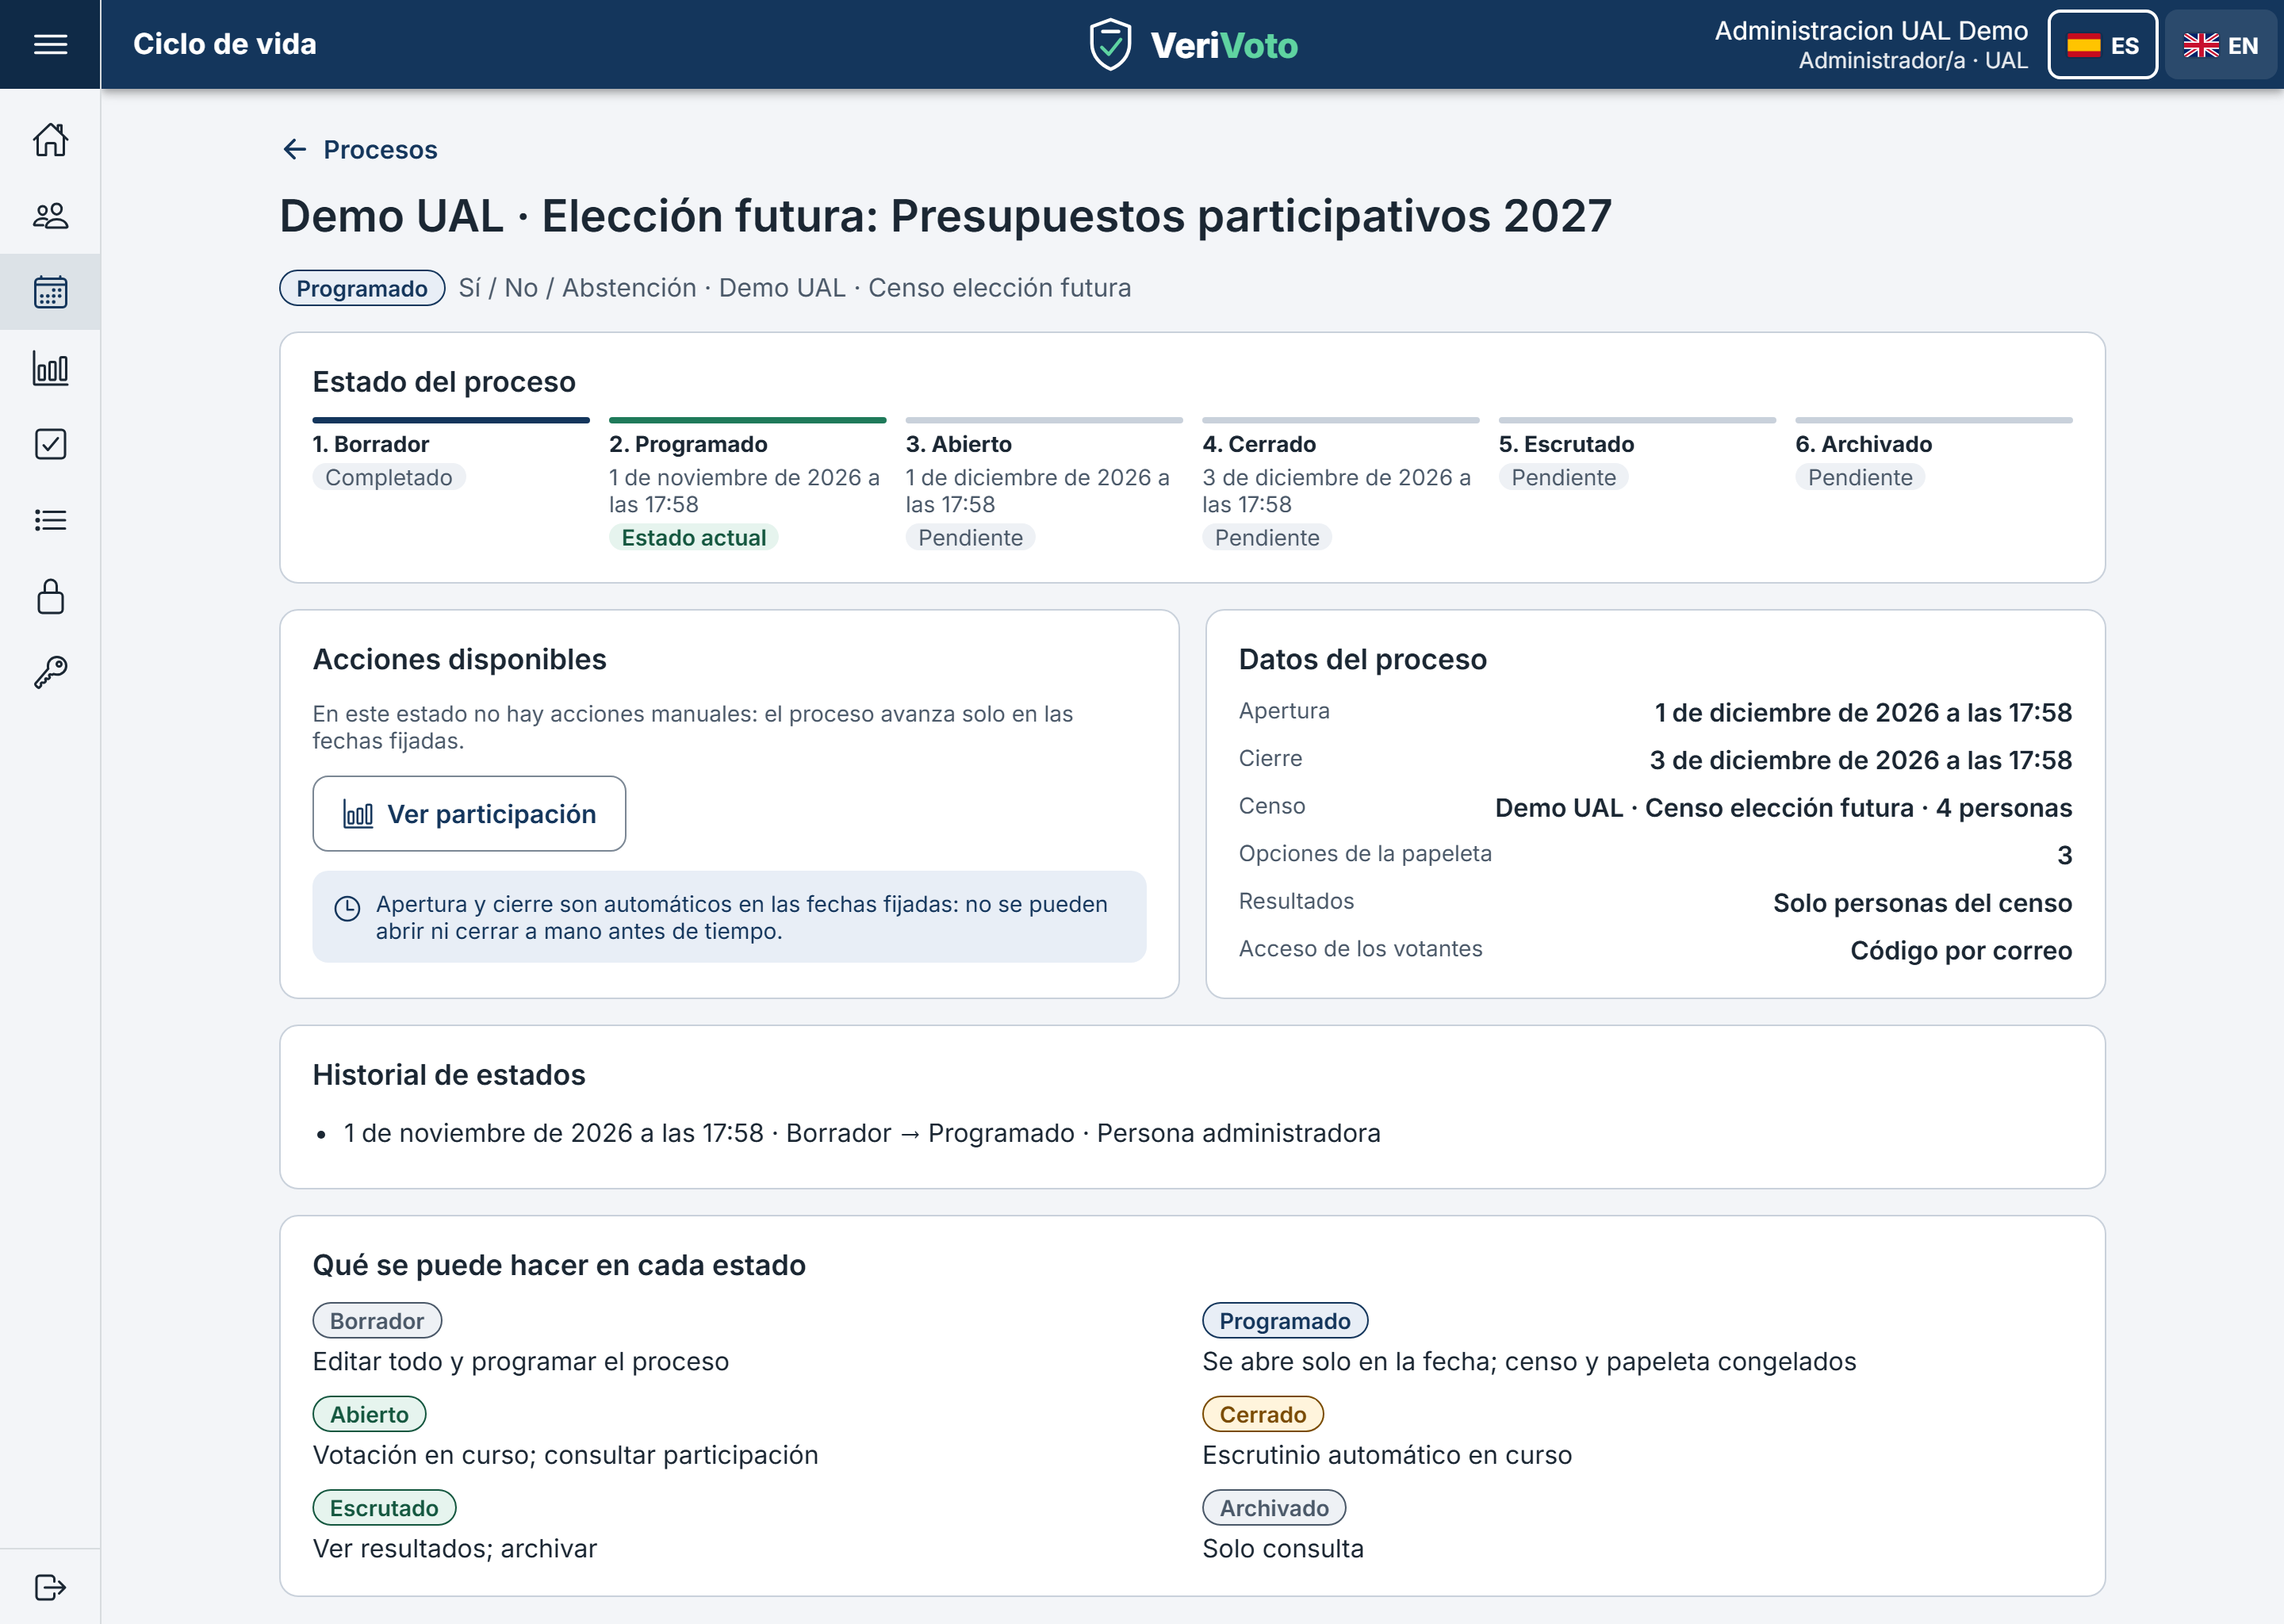 Ciclo de vida
VeriVoto
Administracion UAL Demo
Administrador/a · UAL
ES
EN
Procesos
Demo UAL · Elección futura: Presupuestos participativos 2027
Programado Sí / No / Abstención · Demo UAL · Censo elección futura
Estado del proceso
1. Borrador
Completado
2. Programado
1 de noviembre de 2026 a
las 17:58
Estado actual
3. Abierto
1 de diciembre de 2026 a
las 17:58
Pendiente
4. Cerrado
3 de diciembre de 2026 a
las 17:58
Pendiente
5. Escrutado
Pendiente
6. Archivado
Pendiente
Acciones disponibles
En este estado no hay acciones manuales: el proceso avanza solo en las
fechas fijadas.
Ver participación
Apertura y cierre son automáticos en las fechas fijadas: no se pueden
abrir ni cerrar a mano antes de tiempo.
Datos del proceso
Apertura 1 de diciembre de 2026 a las 17:58
Cierre 3 de diciembre de 2026 a las 17:58
Censo Demo UAL · Censo elección futura · 4 personas
Opciones de la papeleta 3
Resultados Solo personas del censo
Acceso de los votantes Código por correo
Historial de estados
• 1 de noviembre de 2026 a las 17:58 · Borrador → Programado · Persona administradora
Qué se puede hacer en cada estado
Borrador
Editar todo y programar el proceso
Programado
Se abre solo en la fecha; censo y papeleta congelados
Abierto
Votación en curso; consultar participación
Cerrado
Escrutinio automático en curso
Escrutado
Ver resultados; archivar
Archivado
Solo consulta